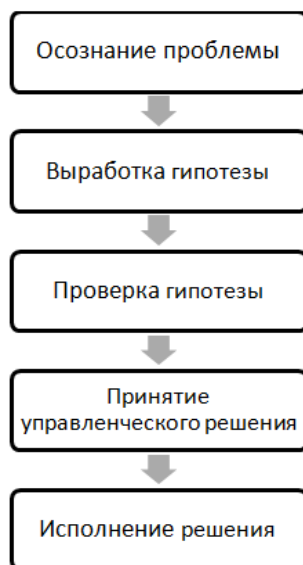 Осознание проблемы
Выработка гипотезы
Проверка гипотезы
Принятие
управленческого решения
Исполнение решения